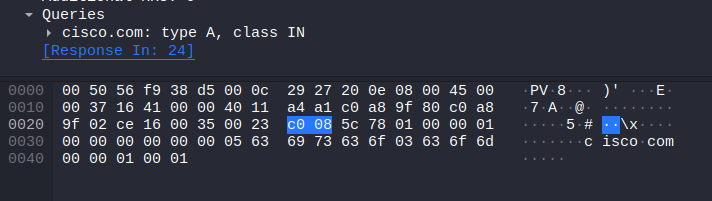 Queries
cisco.com: type A, class IN
[Response In: 24]
0000 00 50 56 f9 38 d5 00 0c 29 27 20 0e 08 00 45 00 ·PV·8··· )' ···E·
0010 00 37 16 41 00 00 40 11 a4 a1 c0 a8 9f 80 c0 a8 ·7·A··@· ········
0020 9f 02 ce 16 00 35 00 23 c0 08 5c 78 01 00 00 01 ·····5·# ··\x····
0030 00 00 00 00 00 00 05 63 69 73 63 6f 03 63 6f 6d ·······c isco·com
0040 00 00 01 00 01 ·····